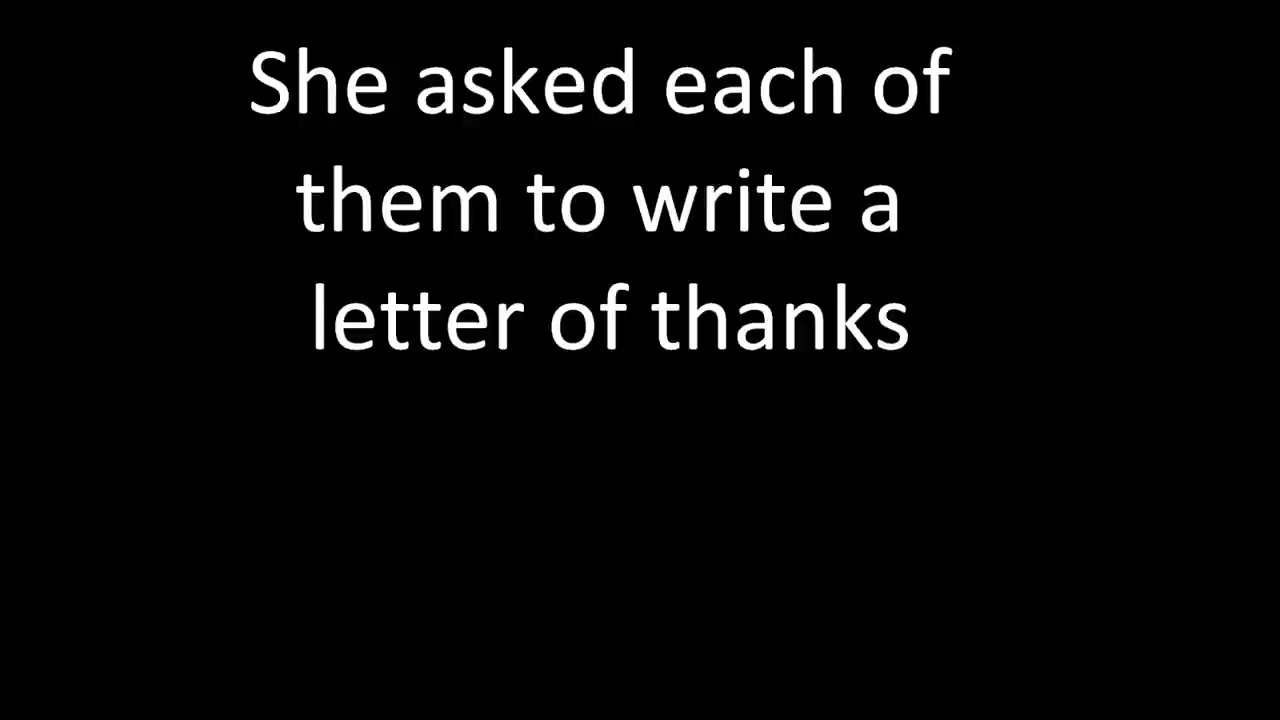 She asked each of
them to write a
letter of thanks